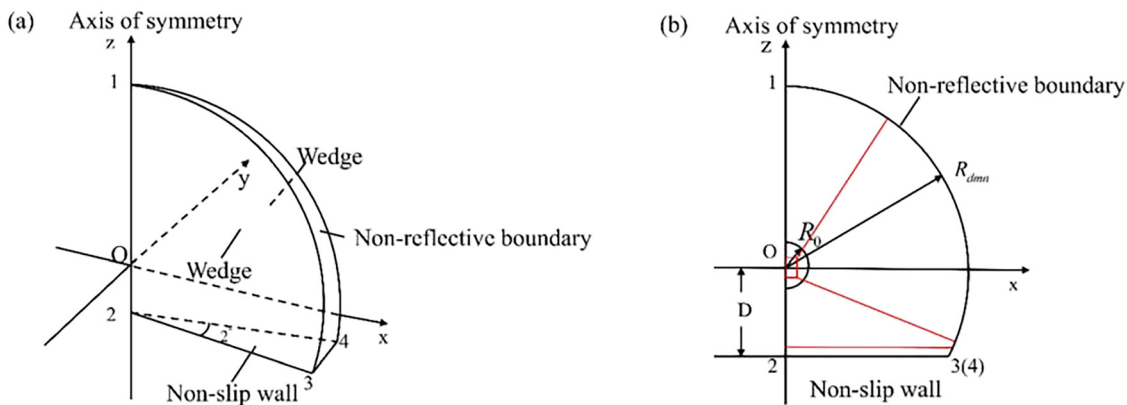 (a)
Axis of symmetry
z
1
Wedge
y
Non-reflective boundary
O
Wedge
2
x
2
4
3
Non-slip wall
(b)
Axis of symmetry
z
1
Non-reflective boundary
R_dmn
R_0
O
x
D
2
3(4)
Non-slip wall